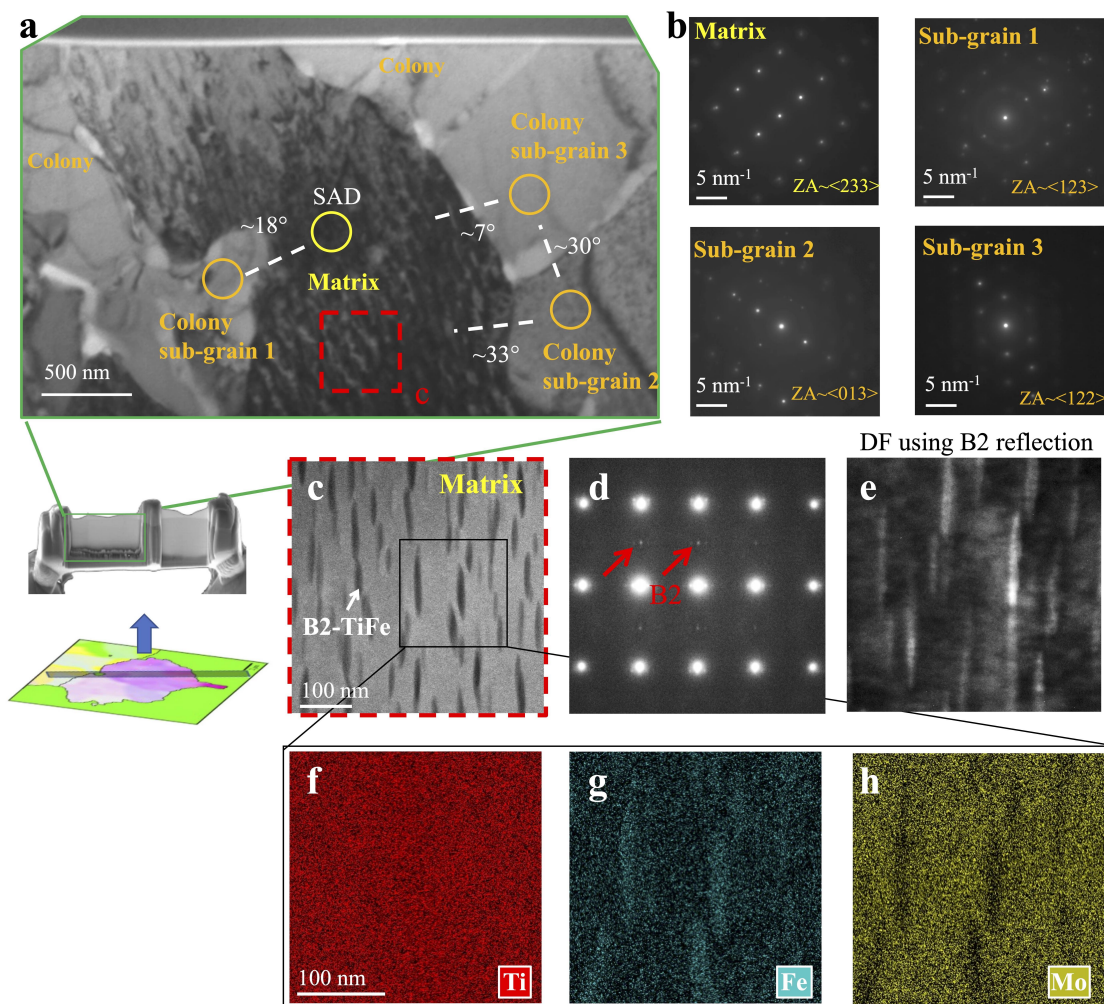 a
Colony
Colony
Colony
sub-grain 3
SAD
~18°
~7°
~30°
Matrix
Colony
sub-grain 1
~33°
Colony
sub-grain 2
500 nm
c
b
Matrix
5 nm⁻¹
ZA~<233>
Sub-grain 1
5 nm⁻¹
ZA~<123>
Sub-grain 2
5 nm⁻¹
ZA~<013>
Sub-grain 3
5 nm⁻¹
ZA~<122>
c
Matrix
B2-TiFe
100 nm
d
B2
DF using B2 reflection
e
f
100 nm
Ti
g
Fe
h
Mo